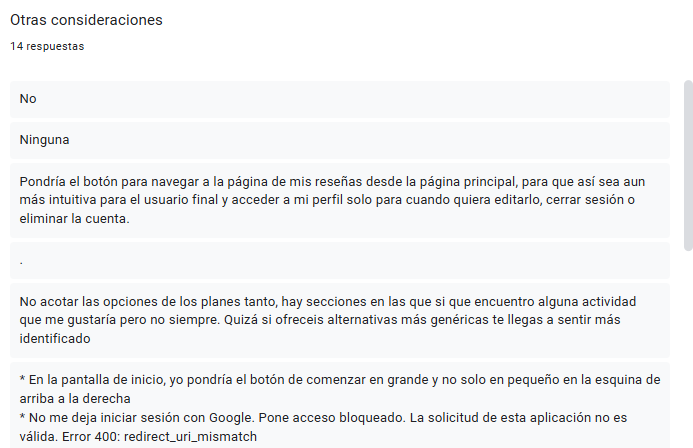 Otras consideraciones
14 respuestas
No
Ninguna
Pondría el botón para navegar a la página de mis reseñas desde la página principal, para que así sea aun
más intuitiva para el usuario final y acceder a mi perfil solo para cuando quiera editarlo, cerrar sesión o
eliminar la cuenta.
.
No acotar las opciones de los planes tanto, hay secciones en las que si que encuentro alguna actividad
que me gustaría pero no siempre. Quizá si ofreceis alternativas más genéricas te llegas a sentir más
identificado
* En la pantalla de inicio, yo pondría el botón de comenzar en grande y no solo en pequeño en la esquina de
arriba a la derecha
* No me deja iniciar sesión con Google. Pone acceso bloqueado. La solicitud de esta aplicación no es
válida. Error 400: redirect_uri_mismatch